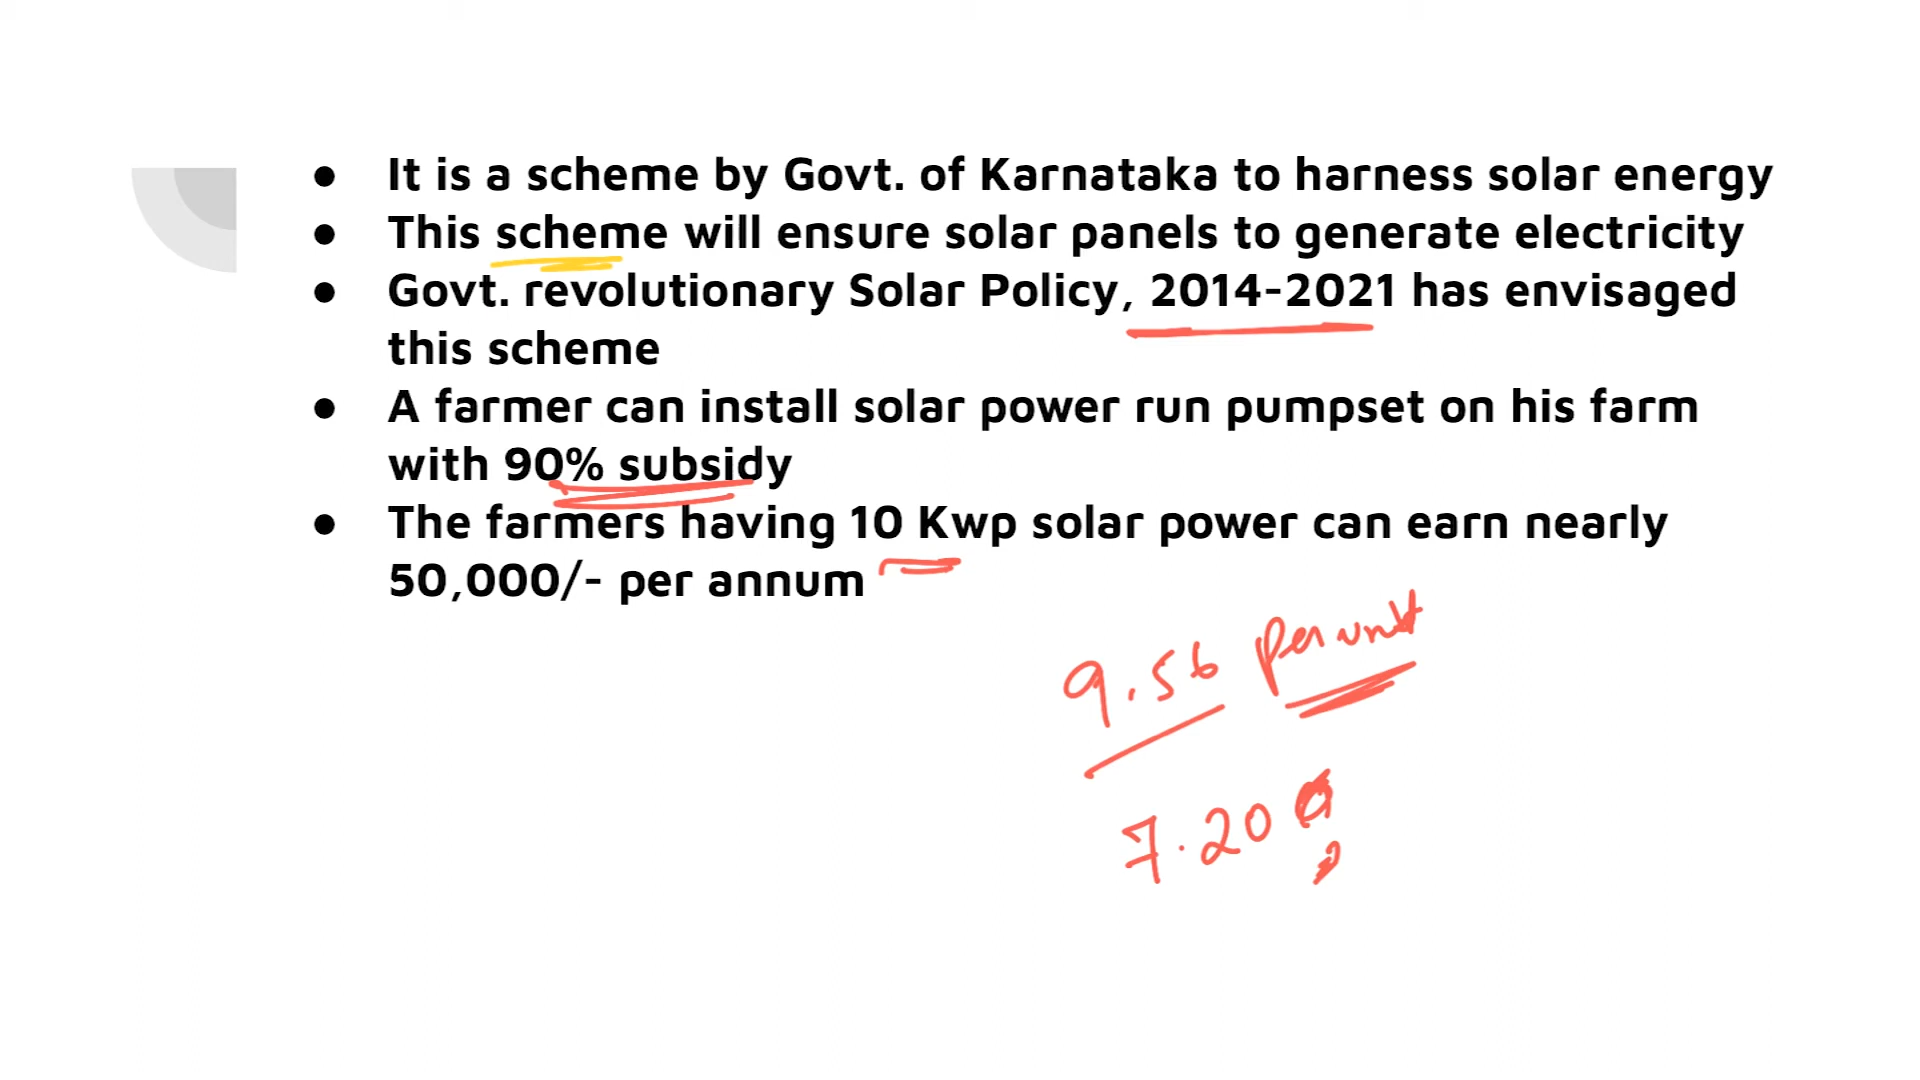 ● It is a scheme by Govt. of Karnataka to harness solar energy
● This scheme will ensure solar panels to generate electricity
● Govt. revolutionary Solar Policy, 2014-2021 has envisaged
this scheme
● A farmer can install solar power run pumpset on his farm
with 90% subsidy
● The farmers having 10 Kwp solar power can earn nearly
50,000/- per annum
9.56 per unit
7.20